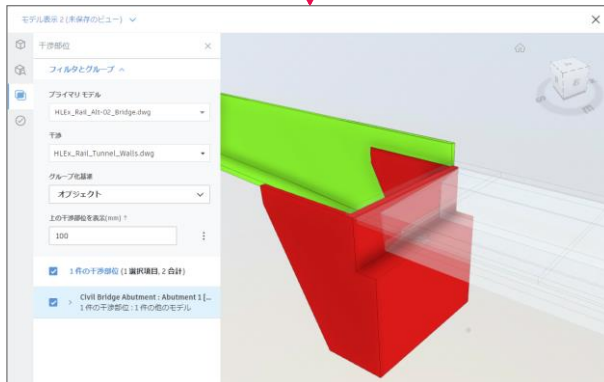 モデル表示 2 (未保存のビュー)
干渉部位
フィルタとグループ
プライマリ モデル
HLEx_Rail_Alt-02_Bridge.dwg
干渉
HLEx_Rail_Tunnel_Walls.dwg
グループ化基準
オブジェクト
上の干渉部位を表示(mm) ?
100
1 件の干渉部位 (1 選択項目, 2 合計)
Civil Bridge Abutment : Abutment 1 [...
1 件の干渉部位 : 1 件の他のモデル